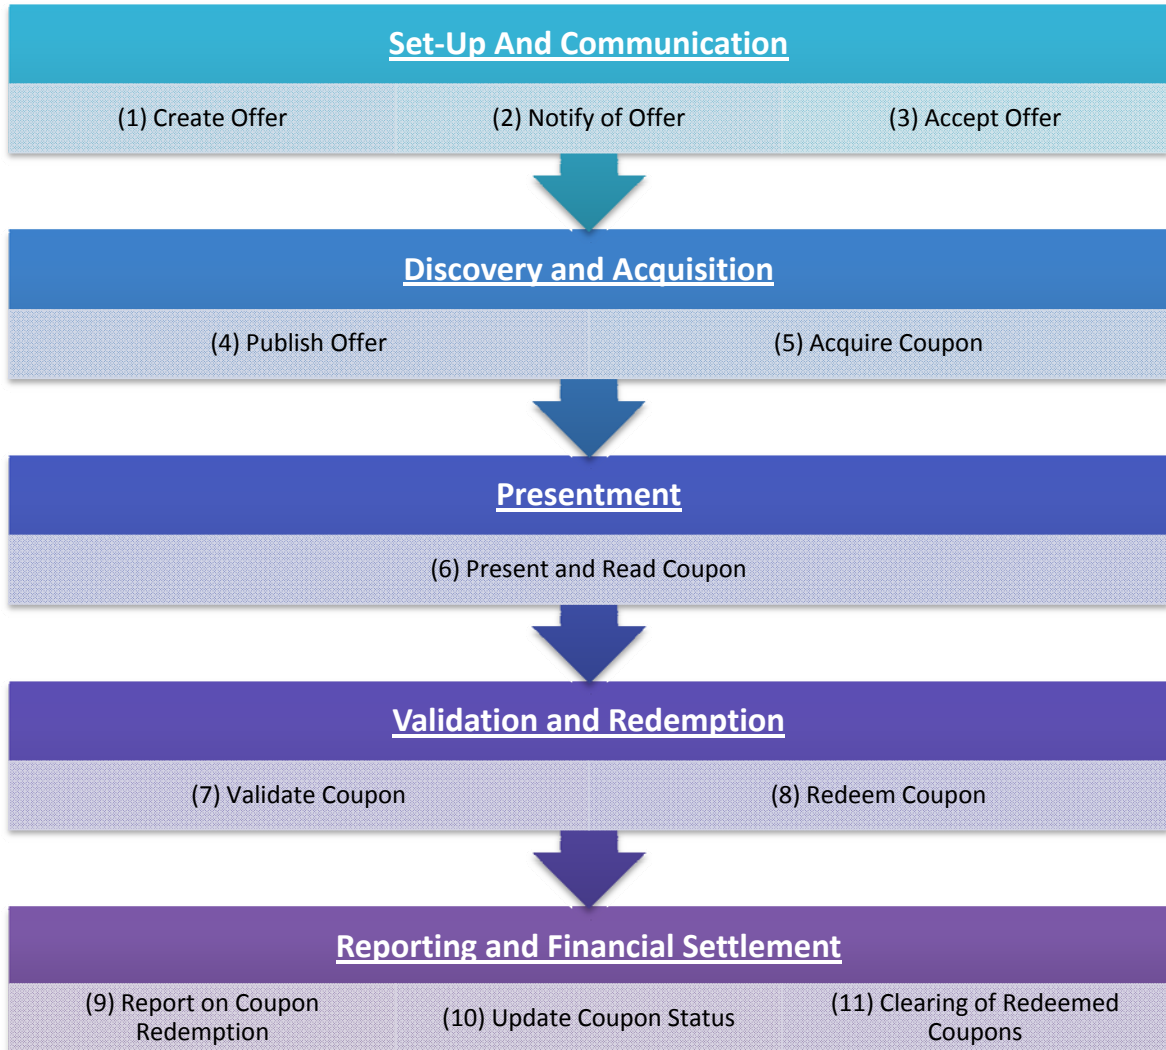 Set-Up And Communication
(1) Create Offer
(2) Notify of Offer
(3) Accept Offer
Discovery and Acquisition
(4) Publish Offer
(5) Acquire Coupon
Presentment
(6) Present and Read Coupon
Validation and Redemption
(7) Validate Coupon
(8) Redeem Coupon
Reporting and Financial Settlement
(9) Report on Coupon
Redemption
(10) Update Coupon Status
(11) Clearing of Redeemed
Coupons